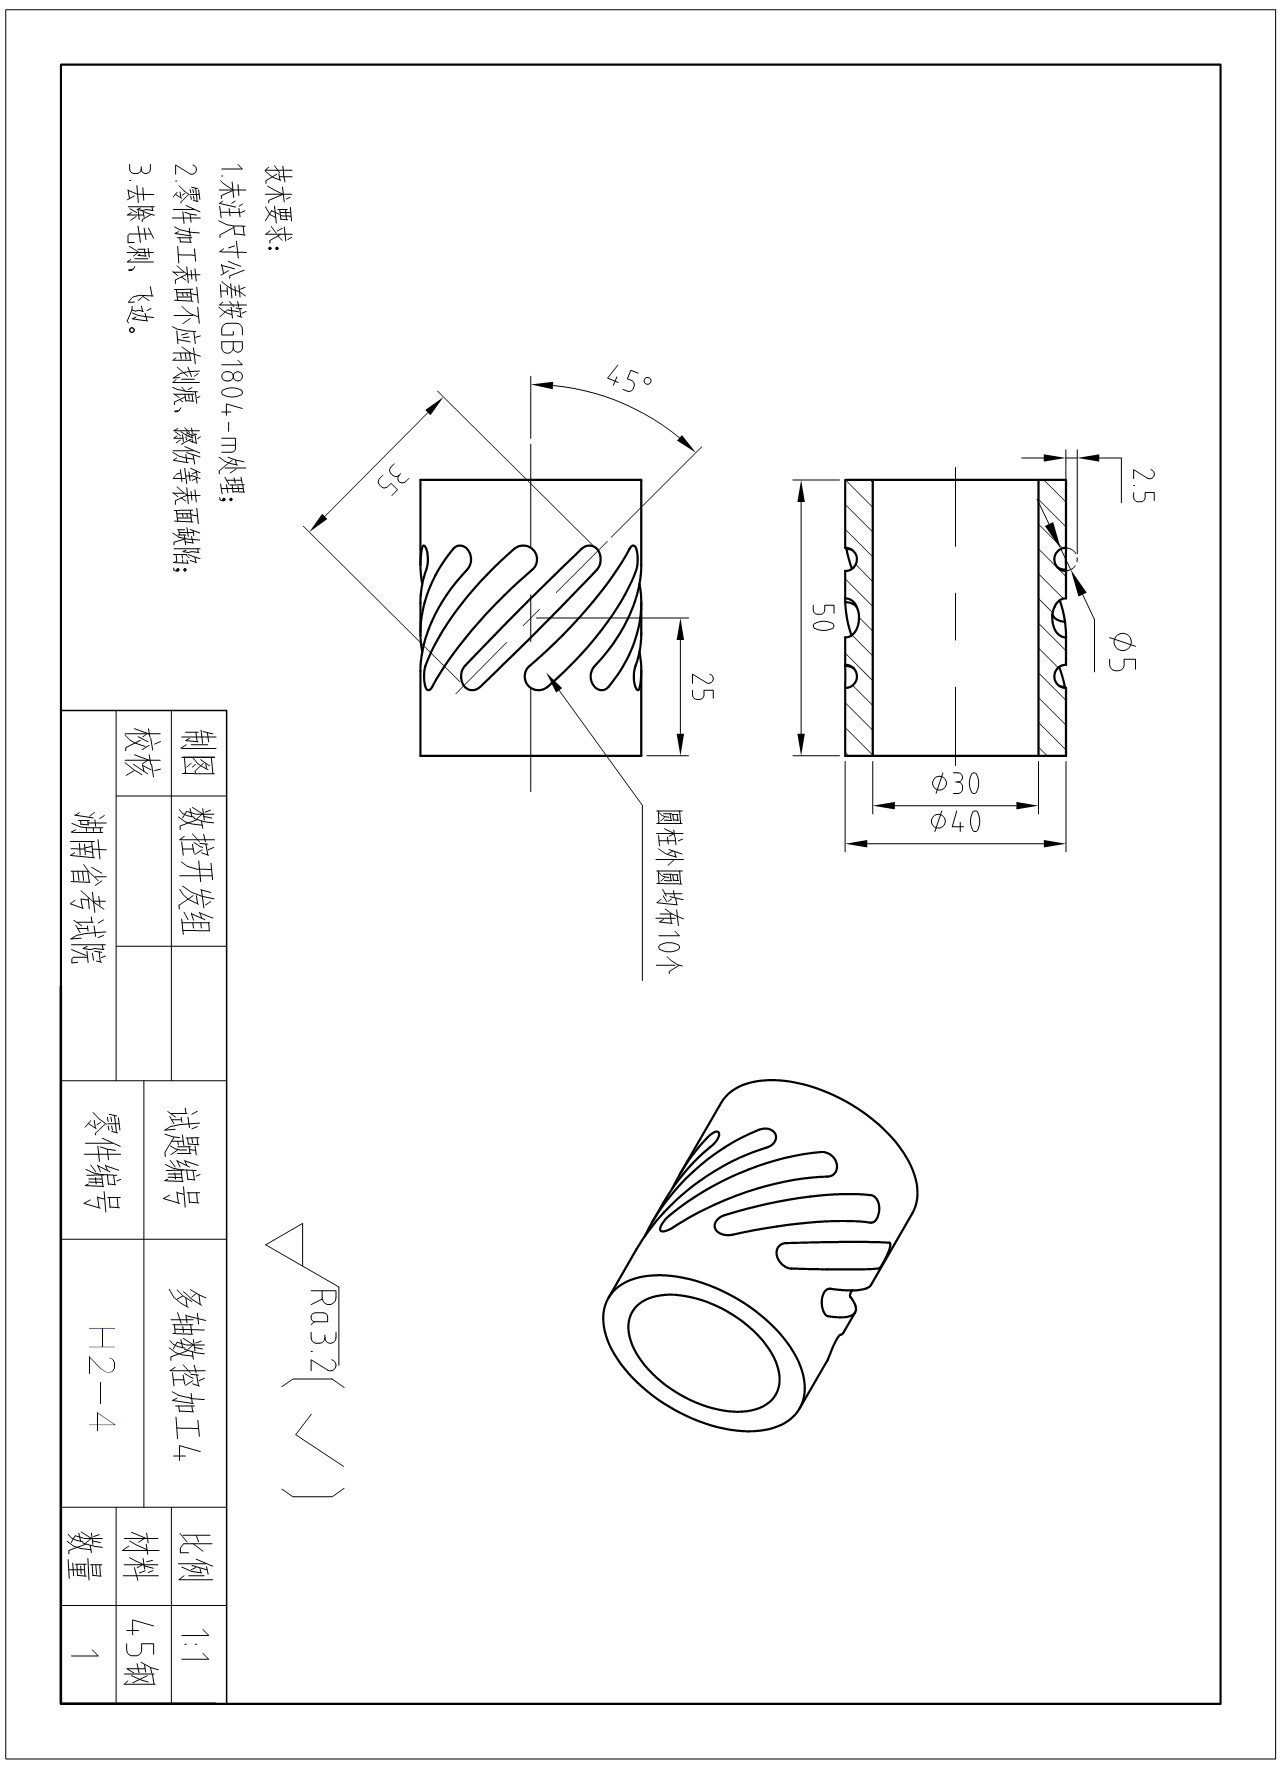 2.5
Φ5
50
Φ30
Φ40
45°
35
25
圆柱外圆均布10个
技术要求:
1.未注尺寸公差按GB1804-m处理;
2.零件加工表面不应有划痕、擦伤等表面缺陷;
3.去除毛刺、飞边。
Ra3.2( )
制图 数控开发组 试题编号 多轴数控加工4 比例 1:1
校核 材料 45钢
湖南省考试院 零件编号 H2-4 数量 1